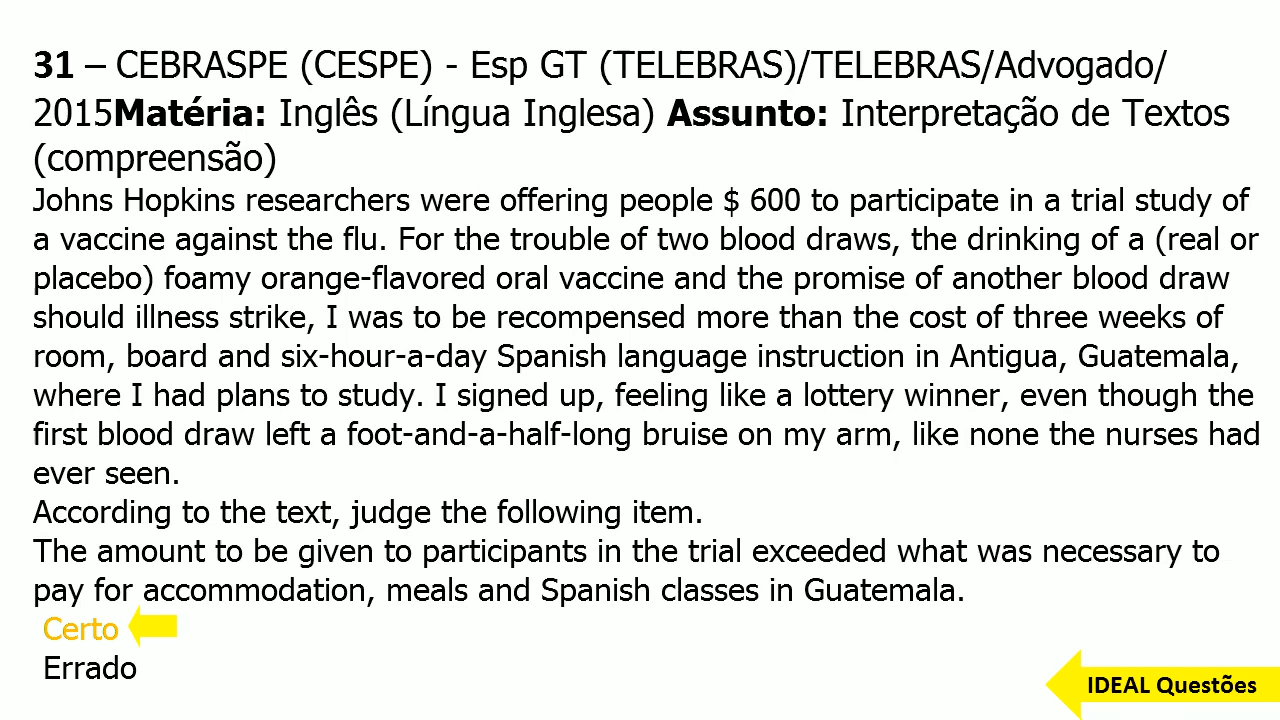 31 – CEBRASPE (CESPE) - Esp GT (TELEBRAS)/TELEBRAS/Advogado/
2015Matéria: Inglês (Língua Inglesa) Assunto: Interpretação de Textos
(compreensão)
Johns Hopkins researchers were offering people $ 600 to participate in a trial study of
a vaccine against the flu. For the trouble of two blood draws, the drinking of a (real or
placebo) foamy orange-flavored oral vaccine and the promise of another blood draw
should illness strike, I was to be recompensed more than the cost of three weeks of
room, board and six-hour-a-day Spanish language instruction in Antigua, Guatemala,
where I had plans to study. I signed up, feeling like a lottery winner, even though the
first blood draw left a foot-and-a-half-long bruise on my arm, like none the nurses had
ever seen.
According to the text, judge the following item.
The amount to be given to participants in the trial exceeded what was necessary to
pay for accommodation, meals and Spanish classes in Guatemala.
Certo
Errado
IDEAL Questões